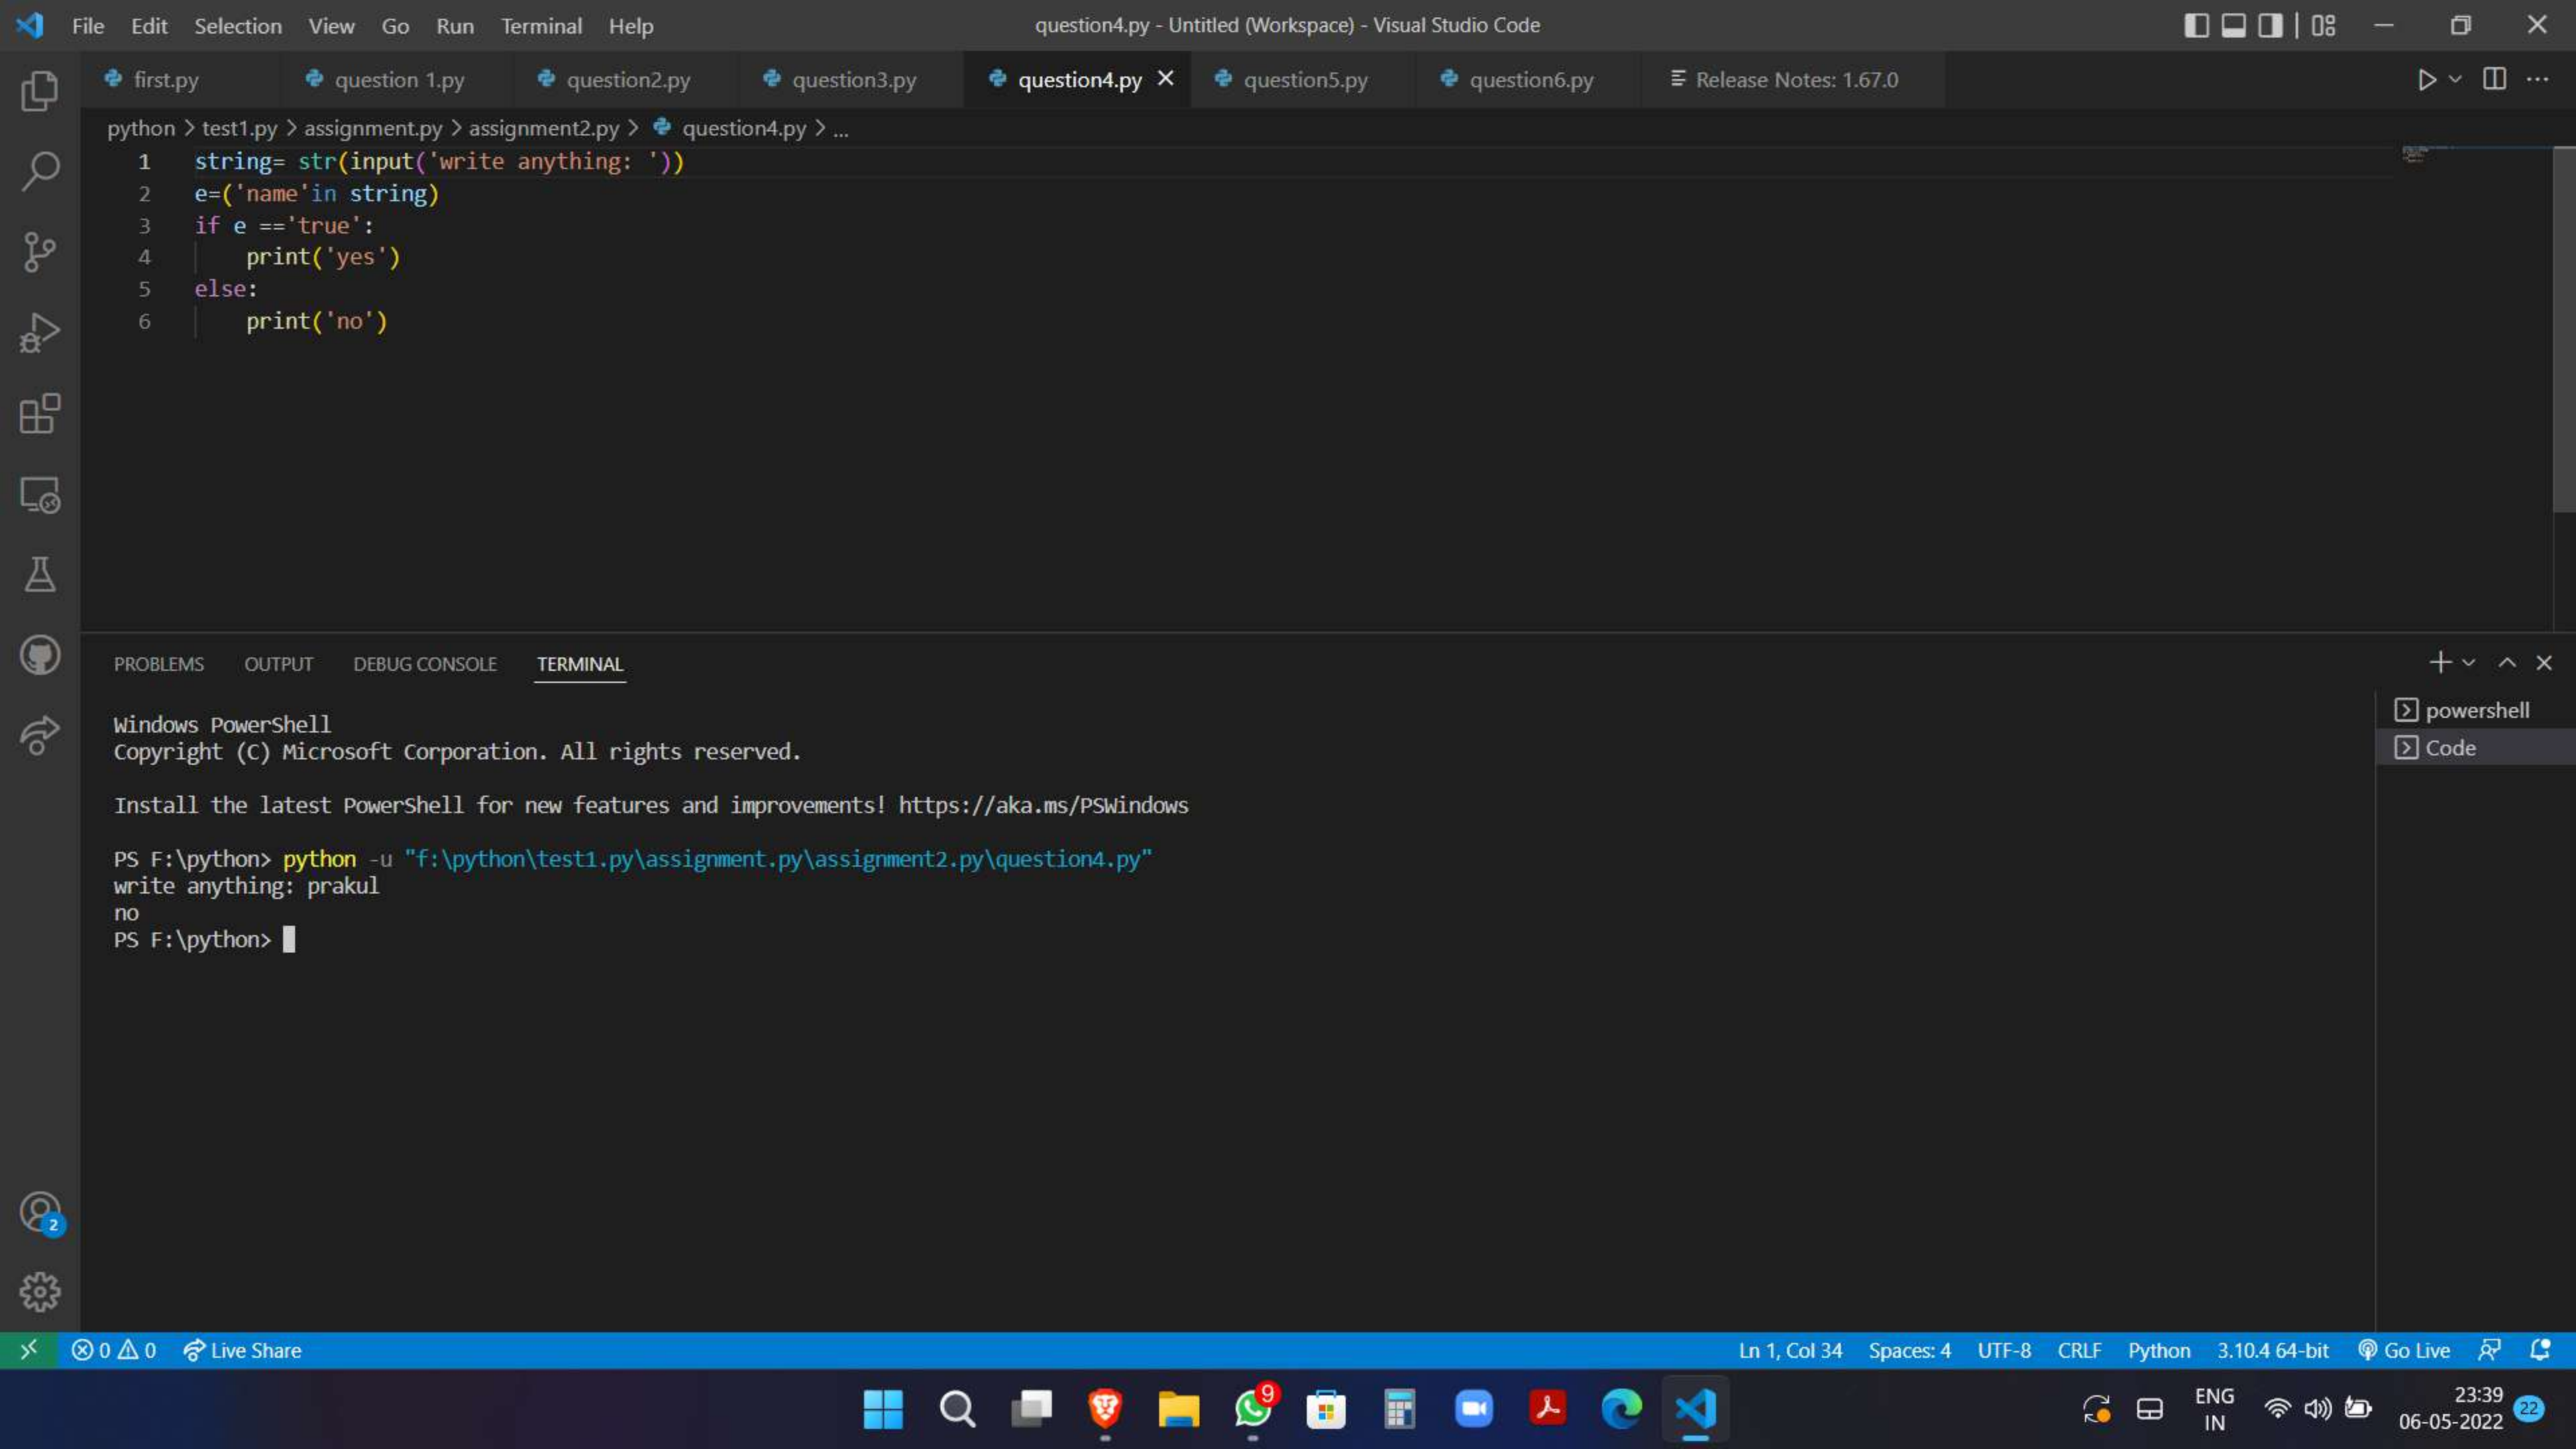 File Edit Selection View Go Run Terminal Help question4.py - Untitled (Workspace) - Visual Studio Code
first.py question 1.py question2.py question3.py question4.py question5.py question6.py Release Notes: 1.67.0
python > test1.py > assignment.py > assignment2.py > question4.py > ...
1 string= str(input('write anything: '))
2 e=('name'in string)
3 if e =='true':
4 print('yes')
5 else:
6 print('no')
PROBLEMS OUTPUT DEBUG CONSOLE TERMINAL
powershell
Code
Windows PowerShell
Copyright (C) Microsoft Corporation. All rights reserved.
Install the latest PowerShell for new features and improvements! https://aka.ms/PSWindows
PS F:\python> python -u "f:\python\test1.py\assignment.py\assignment2.py\question4.py"
write anything: prakul
no
PS F:\python>
2
0 0 Live Share Ln 1, Col 34 Spaces: 4 UTF-8 CRLF Python 3.10.4 64-bit Go Live
9
ENG
IN
23:39
06-05-2022
22